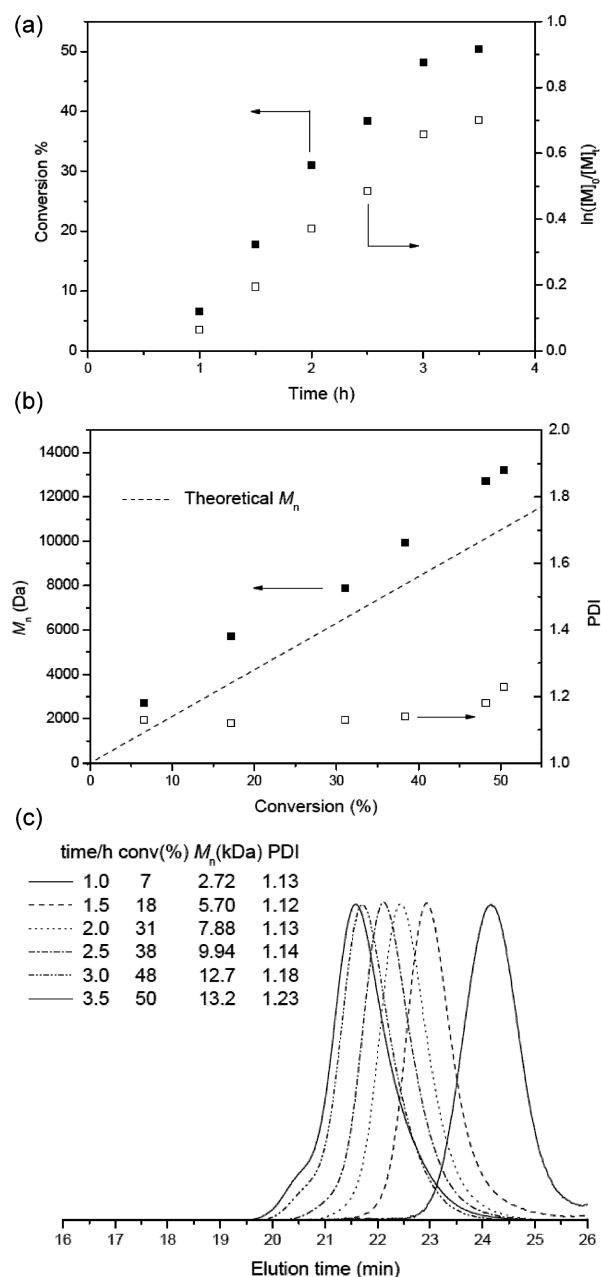 (a)
50
40
30
20
10
0
Conversion %
1.0
0.8
0.6
0.4
0.2
0.0
ln([M]0/[M]t)
0 1 2 3 4
Time (h)
(b)
14000
12000
10000
8000
6000
4000
2000
0
Mn (Da)
Theoretical Mn
2.0
1.8
1.6
1.4
1.2
1.0
PDI
0 10 20 30 40 50
Conversion (%)
(c)
time/h conv(%) Mn(kDa) PDI
1.0 7 2.72 1.13
1.5 18 5.70 1.12
2.0 31 7.88 1.13
2.5 38 9.94 1.14
3.0 48 12.7 1.18
3.5 50 13.2 1.23
16 17 18 19 20 21 22 23 24 25 26
Elution time (min)